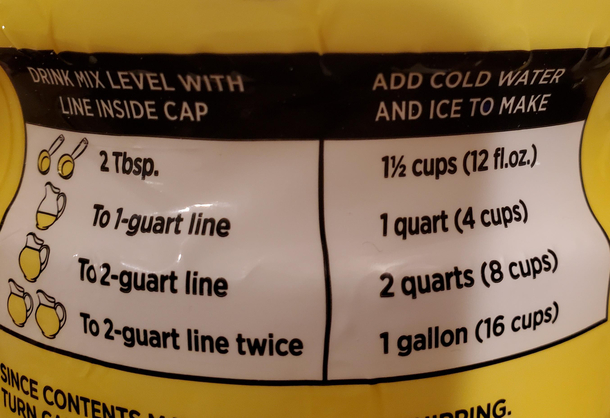 DRINK MIX LEVEL WITH
LINE INSIDE CAP
ADD COLD WATER
AND ICE TO MAKE
2 Tbsp.
1½ cups (12 fl.oz.)
To 1-guart line
1 quart (4 cups)
To 2-guart line
2 quarts (8 cups)
To 2-guart line twice
1 gallon (16 cups)
SINCE CONTENTS
TURN